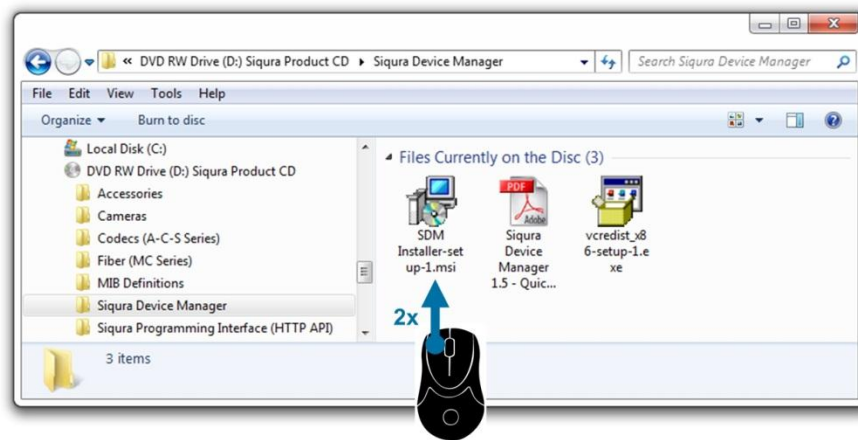 « DVD RW Drive (D:) Siqura Product CD ▸ Siqura Device Manager
Search Siqura Device Manager
File Edit View Tools Help
Organize ▾ Burn to disc
Local Disk (C:)
DVD RW Drive (D:) Siqura Product CD
Accessories
Cameras
Codecs (A-C-S Series)
Fiber (MC Series)
MIB Definitions
Siqura Device Manager
Siqura Programming Interface (HTTP API)
Files Currently on the Disc (3)
PDF
Adobe
SDM
Installer-set
up-1.msi
Siqura
Device
Manager
1.5 - Quic...
vcredist_x8
6-setup-1.e
xe
2x
3 items